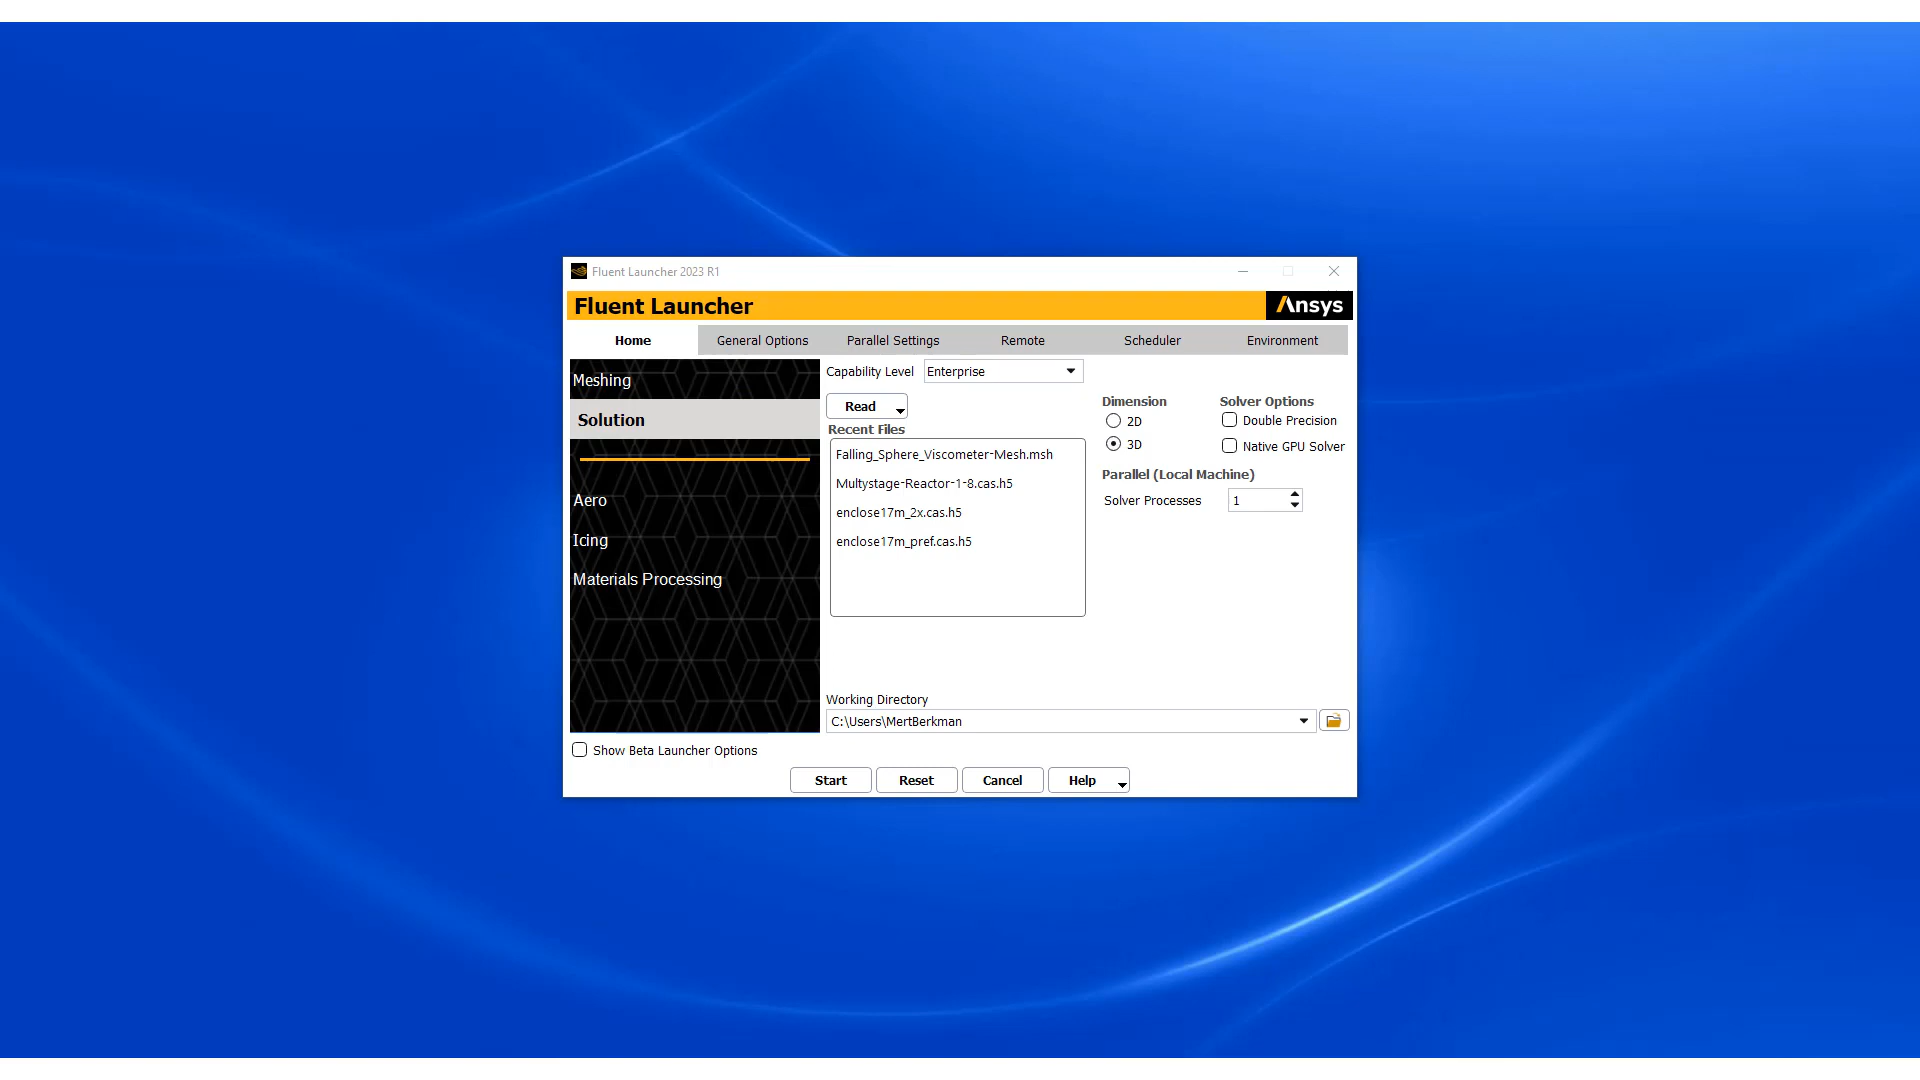 Fluent Launcher 2023 R1
Fluent Launcher
Ansys
Home
General Options
Parallel Settings
Remote
Scheduler
Environment
Meshing
Solution
Aero
Icing
Materials Processing
Capability Level
Enterprise
Read
Recent Files
Falling_Sphere_Viscometer-Mesh.msh
Multystage-Reactor-1-8.cas.h5
enclose17m_2x.cas.h5
enclose17m_pref.cas.h5
Dimension
2D
3D
Solver Options
Double Precision
Native GPU Solver
Parallel (Local Machine)
Solver Processes
1
Working Directory
C:\Users\MertBerkman
Show Beta Launcher Options
Start
Reset
Cancel
Help